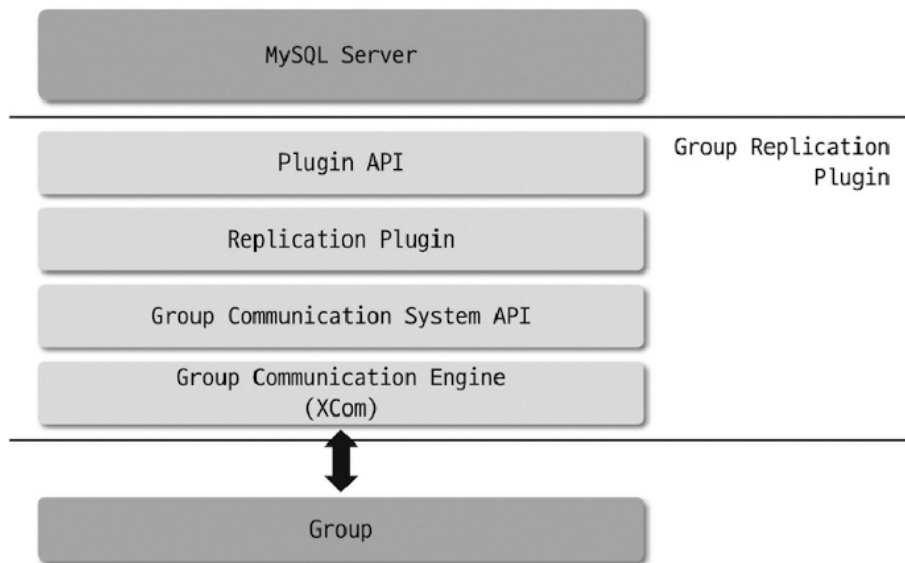 MySQL Server
Plugin API
Group Replication
Plugin
Replication Plugin
Group Communication System API
Group Communication Engine
(XCom)
Group